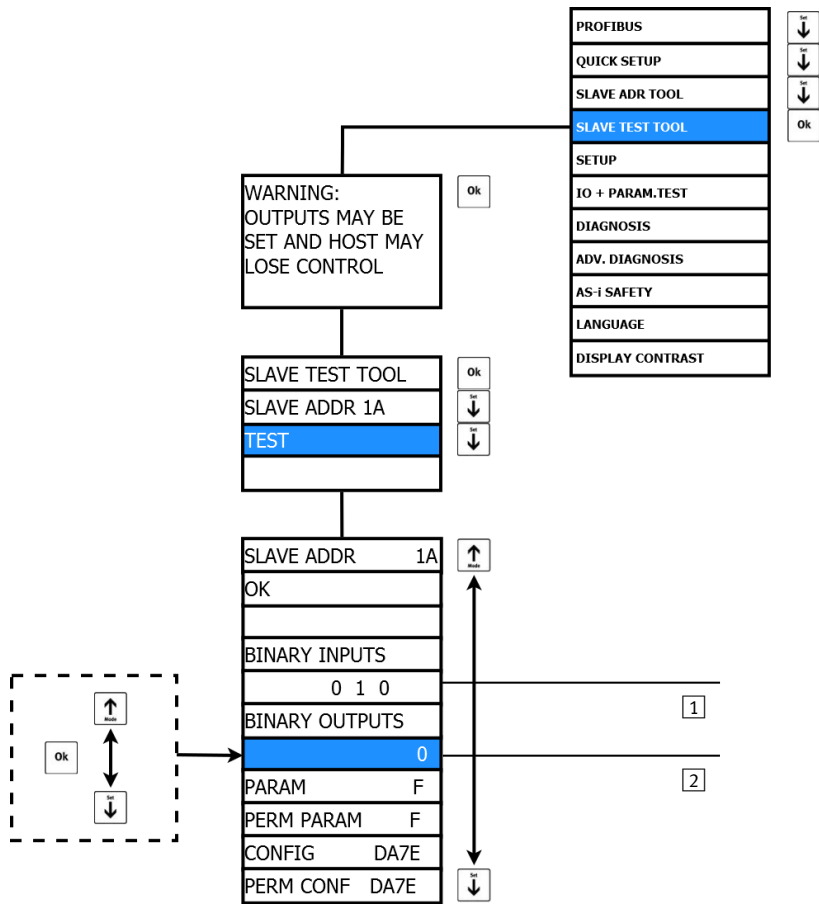 PROFIBUS
Set
QUICK SETUP
Set
SLAVE ADR TOOL
Set
SLAVE TEST TOOL
Ok
SETUP
IO + PARAM.TEST
DIAGNOSIS
ADV. DIAGNOSIS
AS-i SAFETY
LANGUAGE
DISPLAY CONTRAST
WARNING:
OUTPUTS MAY BE
SET AND HOST MAY
LOSE CONTROL
Ok
SLAVE TEST TOOL
Ok
SLAVE ADDR 1A
Set
TEST
Set
SLAVE ADDR 1A
Mode
OK
BINARY INPUTS
0 1 0
1
BINARY OUTPUTS
0
2
PARAM F
PERM PARAM F
CONFIG DA7E
PERM CONF DA7E
Set
Mode
Ok
Set